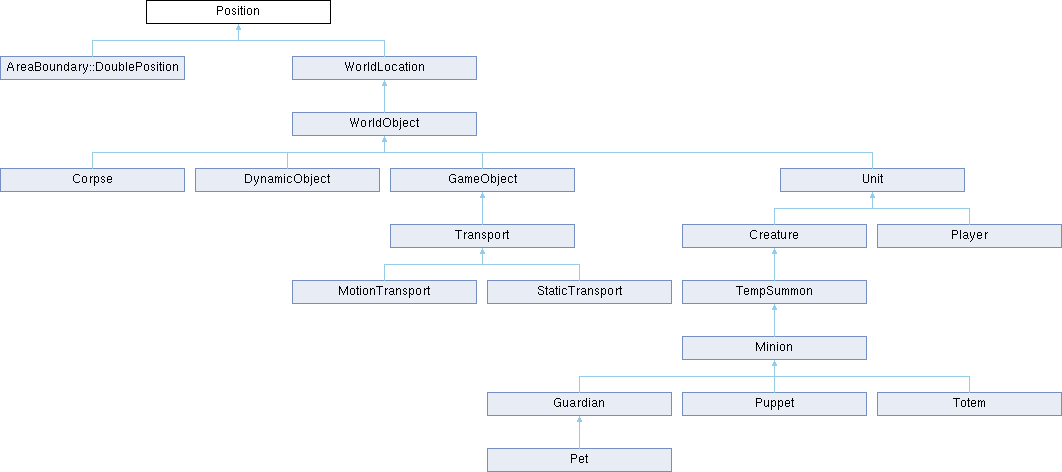 Position
AreaBoundary::DoublePosition
WorldLocation
WorldObject
Corpse
DynamicObject
GameObject
Unit
Transport
Creature
Player
MotionTransport
StaticTransport
TempSummon
Minion
Guardian
Puppet
Totem
Pet